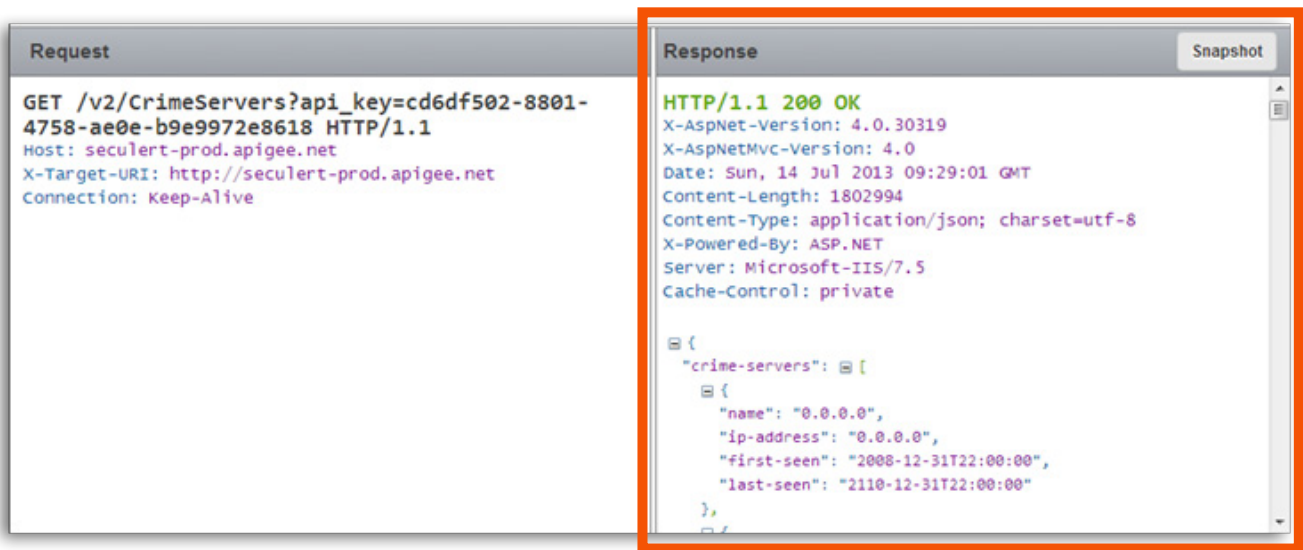 Request
GET /v2/CrimeServers?api_key=cd6df502-8801-
4758-ae0e-b9e9972e8618 HTTP/1.1
Host: seculert-prod.apigee.net
X-Target-URI: http://seculert-prod.apigee.net
Connection: Keep-Alive
Response
Snapshot
HTTP/1.1 200 OK
X-AspNet-Version: 4.0.30319
X-AspNetMvc-Version: 4.0
Date: Sun, 14 Jul 2013 09:29:01 GMT
Content-Length: 1802994
Content-Type: application/json; charset=utf-8
X-Powered-By: ASP.NET
Server: Microsoft-IIS/7.5
Cache-Control: private
{
"crime-servers": [
{
"name": "0.0.0.0",
"ip-address": "0.0.0.0",
"first-seen": "2008-12-31T22:00:00",
"last-seen": "2110-12-31T22:00:00"
},
{